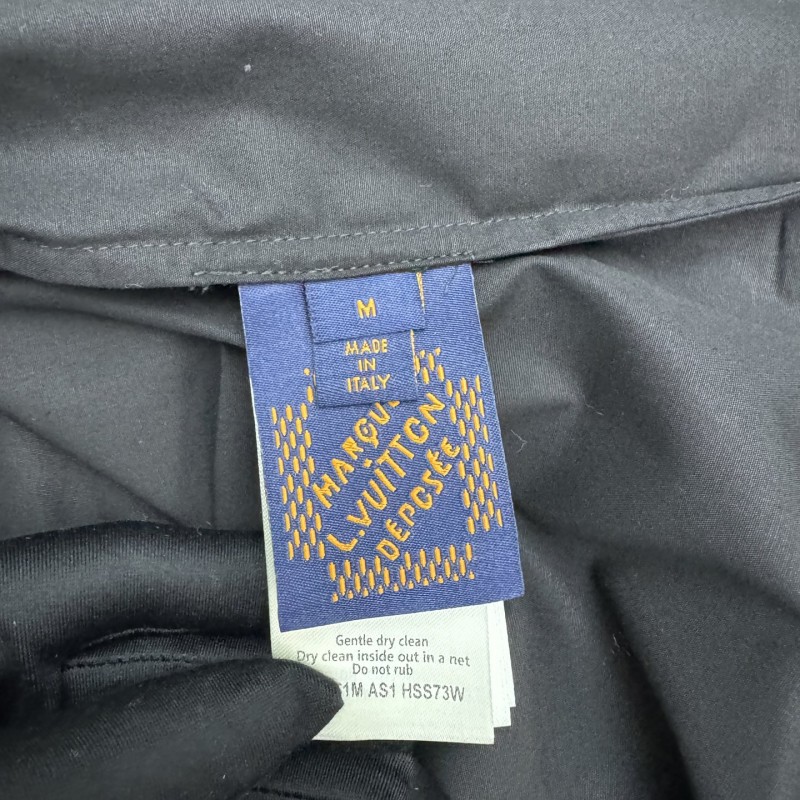 M
MADE
IN
ITALY
L.VUITTON
DÉPOSÉE
Gentle dry clean
Dry clean inside out in a net
Do not rub
AS1 HSS73W